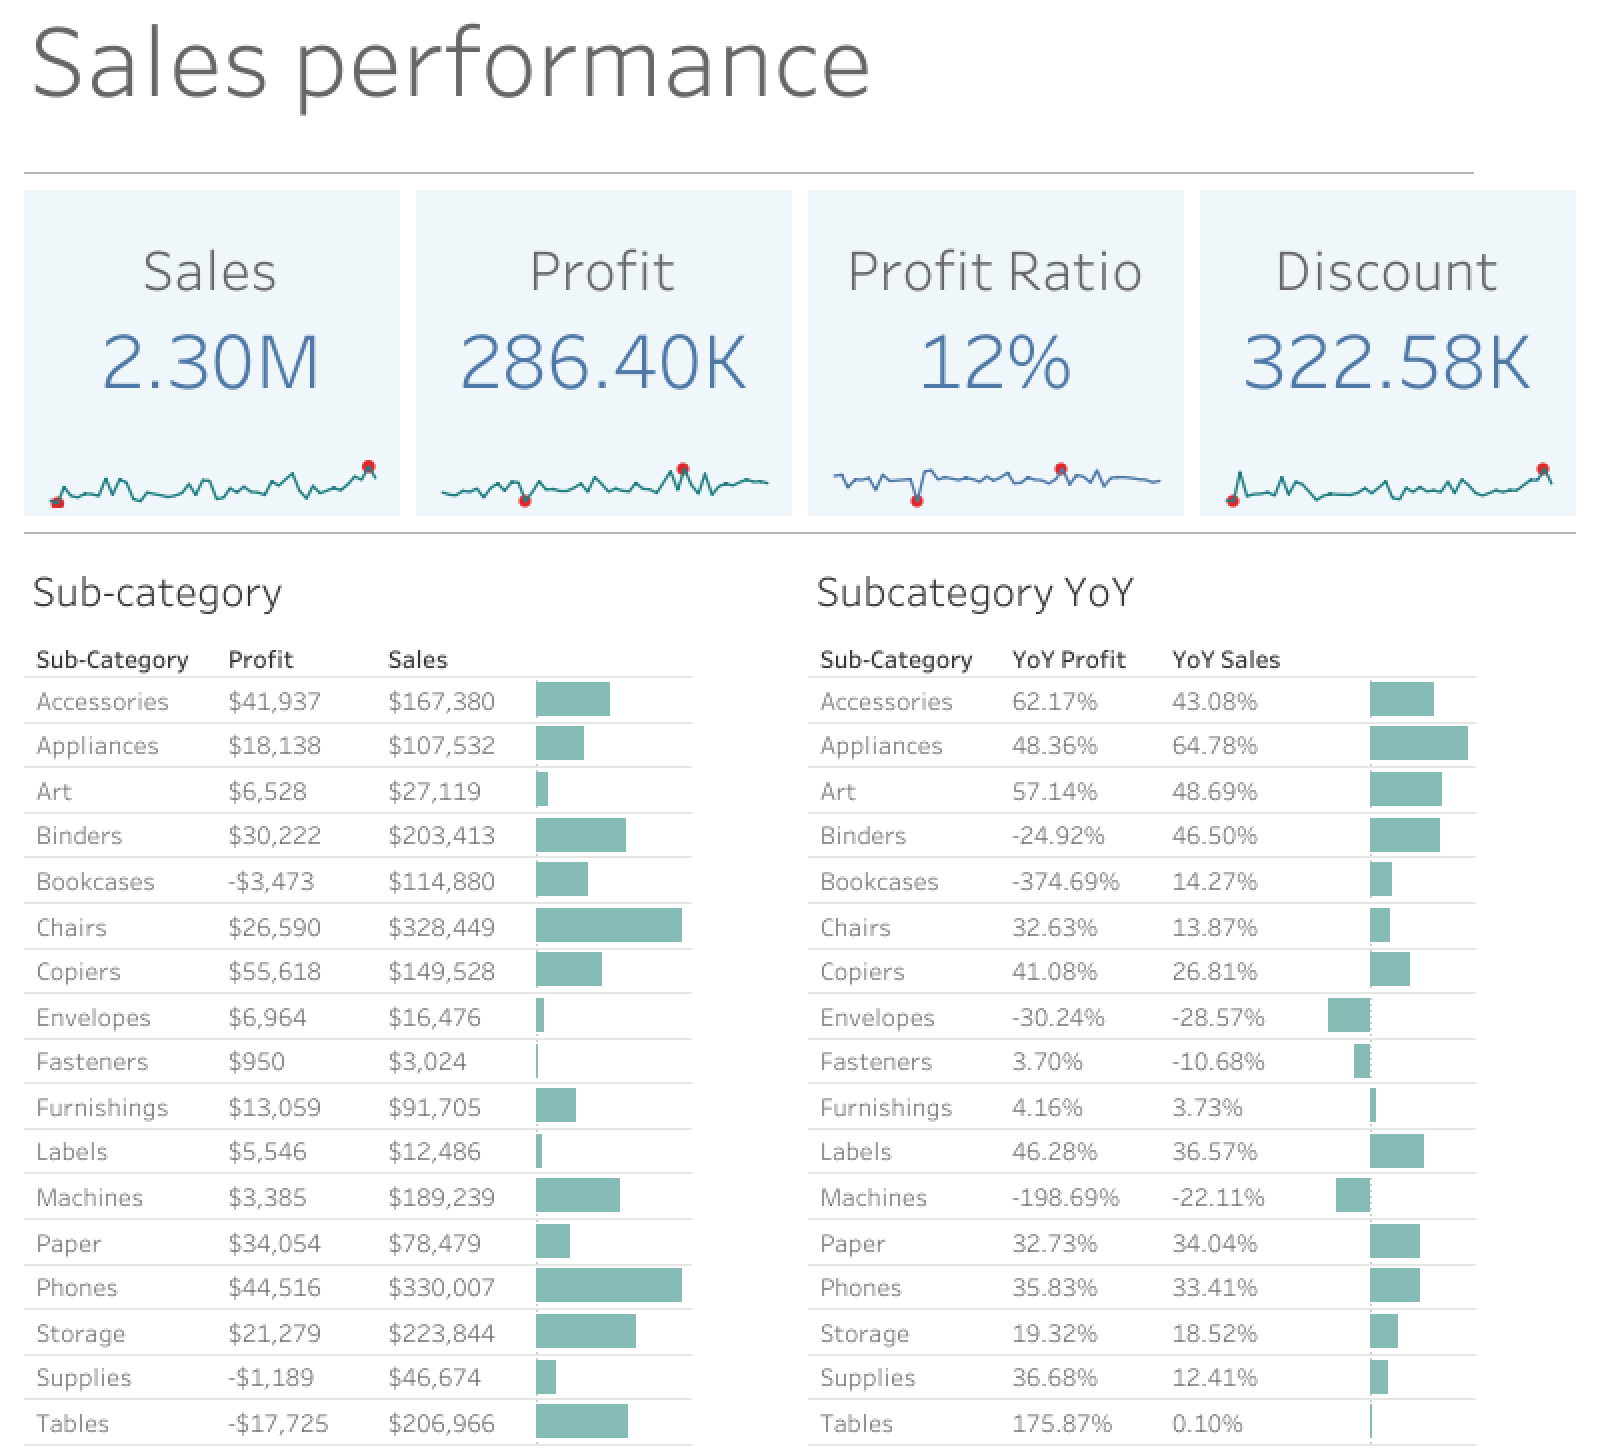 Sales performance
Sales
2.30M
Profit
286.40K
Profit Ratio
12%
Discount
322.58K
Sub-category
Sub-Category Profit Sales
Accessories $41,937 $167,380
Appliances $18,138 $107,532
Art $6,528 $27,119
Binders $30,222 $203,413
Bookcases -$3,473 $114,880
Chairs $26,590 $328,449
Copiers $55,618 $149,528
Envelopes $6,964 $16,476
Fasteners $950 $3,024
Furnishings $13,059 $91,705
Labels $5,546 $12,486
Machines $3,385 $189,239
Paper $34,054 $78,479
Phones $44,516 $330,007
Storage $21,279 $223,844
Supplies -$1,189 $46,674
Tables -$17,725 $206,966
Subcategory YoY
Sub-Category YoY Profit YoY Sales
Accessories 62.17% 43.08%
Appliances 48.36% 64.78%
Art 57.14% 48.69%
Binders -24.92% 46.50%
Bookcases -374.69% 14.27%
Chairs 32.63% 13.87%
Copiers 41.08% 26.81%
Envelopes -30.24% -28.57%
Fasteners 3.70% -10.68%
Furnishings 4.16% 3.73%
Labels 46.28% 36.57%
Machines -198.69% -22.11%
Paper 32.73% 34.04%
Phones 35.83% 33.41%
Storage 19.32% 18.52%
Supplies 36.68% 12.41%
Tables 175.87% 0.10%